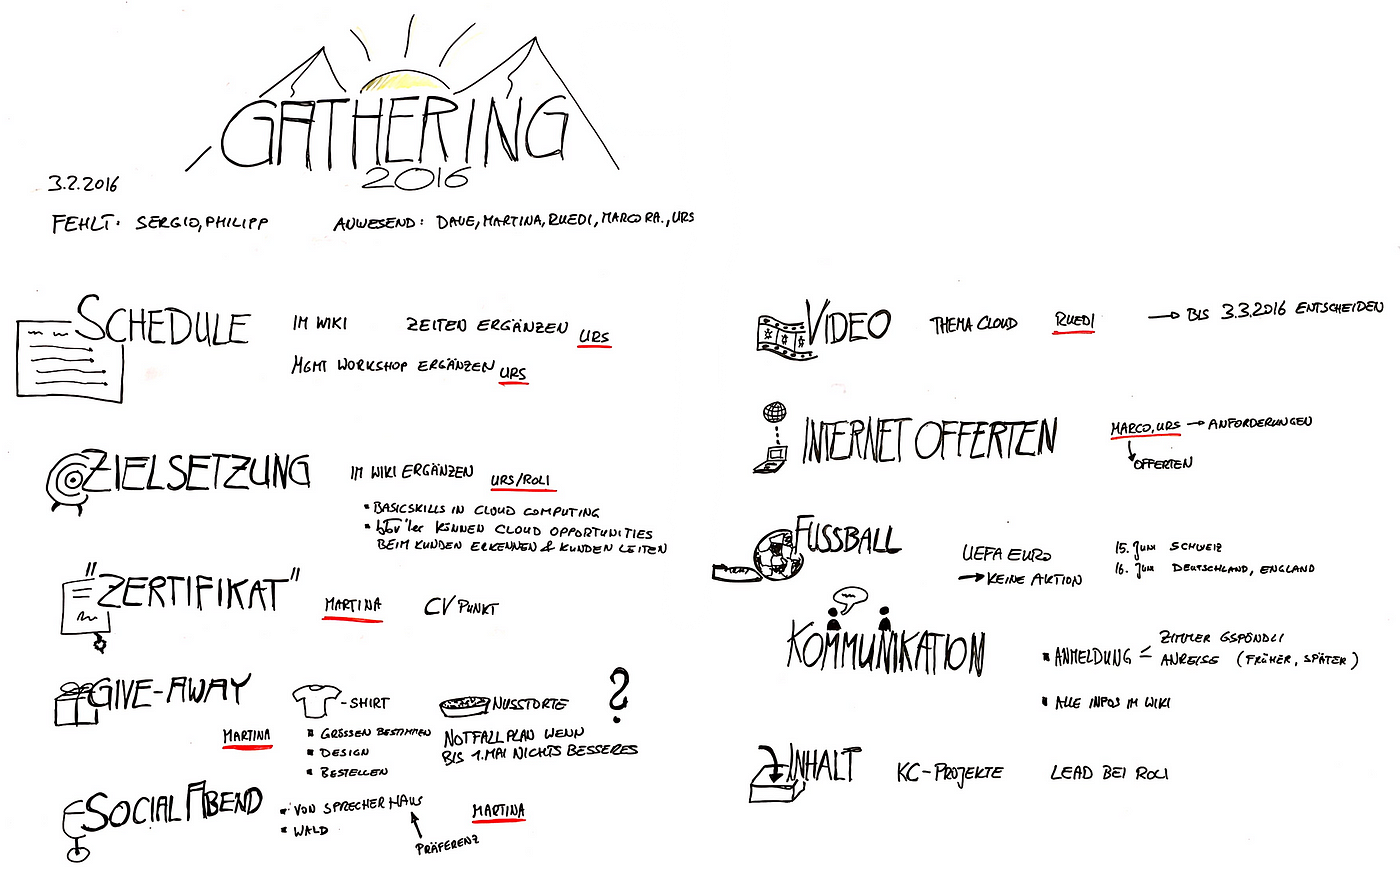 GATHERING
2016
3.2.2016
FEHLT: SERGIO, PHILIPP
ANWESEND: DAVE, MARTINA, RUEDI, MARCO RA., URS
SCHEDULE
IM WIKI ZEITEN ERGÄNZEN URS
MGMT WORKSHOP ERGÄNZEN URS
ZIELSETZUNG
IM WIKI ERGÄNZEN URS/ROLI
▪ BASICSKILLS IN CLOUD COMPUTING
▪ KÖNNEN CLOUD OPPORTUNITIES
BEIM KUNDEN ERKENNEN & KUNDEN LEITEN
"ZERTIFIKAT"
MARTINA CV PUNKT
GIVE-AWAY
MARTINA
-SHIRT
▪ GRÖSSEN BESTIMMEN
▪ DESIGN
▪ BESTELLEN
NUSSTORTE ?
NOTFALLPLAN WENN
BIS 1. MAI NICHTS BESSERES
SOCIAL ABEND
▪ VON SPRECHER HAUS
▪ WALD
PRÄFERENZ
MARTINA
VIDEO
THEMA CLOUD RUEDI → BIS 3.3.2016 ENTSCHEIDEN
INTERNET OFFERTEN
MARCO, URS → ANFORDERUNGEN
OFFERTEN
FUSSBALL
UEFA EURO
→ KEINE AKTION
15. Juni SCHWEIZ
16. Juni DEUTSCHLAND, ENGLAND
KOMMUNIKATION
▪ ANMELDUNG < ZIMMER GSPÖNDLI
ANREISE (FRÜHER, SPÄTER)
▪ ALLE INFOS IM WIKI
INHALT
KC-PROJEKTE LEAD BEI ROLI